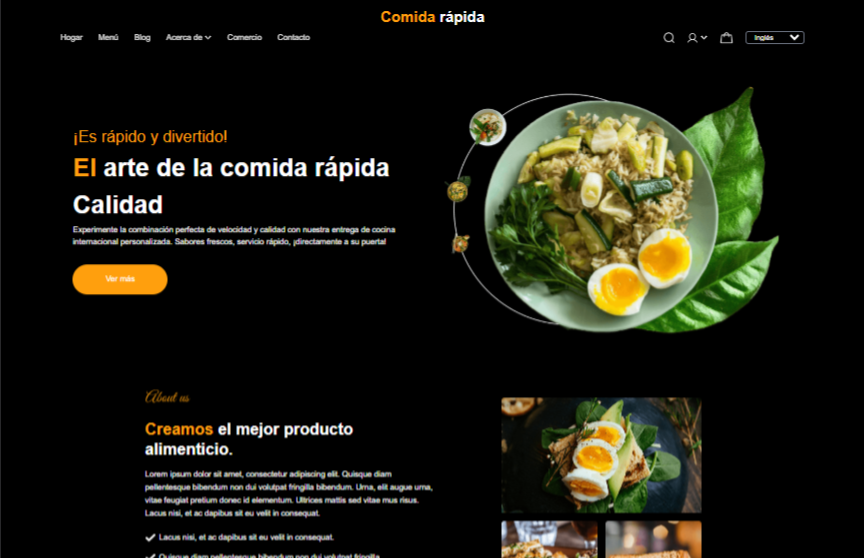 Comida rápida
Hogar Menú Blog Acerca de Comercio Contacto Inglés
¡Es rápido y divertido!
El arte de la comida rápida
Calidad
Experimente la combinación perfecta de velocidad y calidad con nuestra entrega de cocina
internacional personalizada. Sabores frescos, servicio rápido, ¡directamente a su puerta!
Ver más
About us
Creamos el mejor producto
alimenticio.
Lorem ipsum dolor sit amet, consectetur adipiscing elit. Quisque diam
pellentesque bibendum non dui volutpat fringilla bibendum. Urna, elit augue urna,
vitae feugiat pretium donec id elementum. Ultrices mattis sed vitae mus risus.
Lacus nisi, et ac dapibus sit eu velit in consequat.
Lacus nisi, et ac dapibus sit eu velit in consequat.
Quisque diam pellentesque bibendum non dui volutpat fringilla